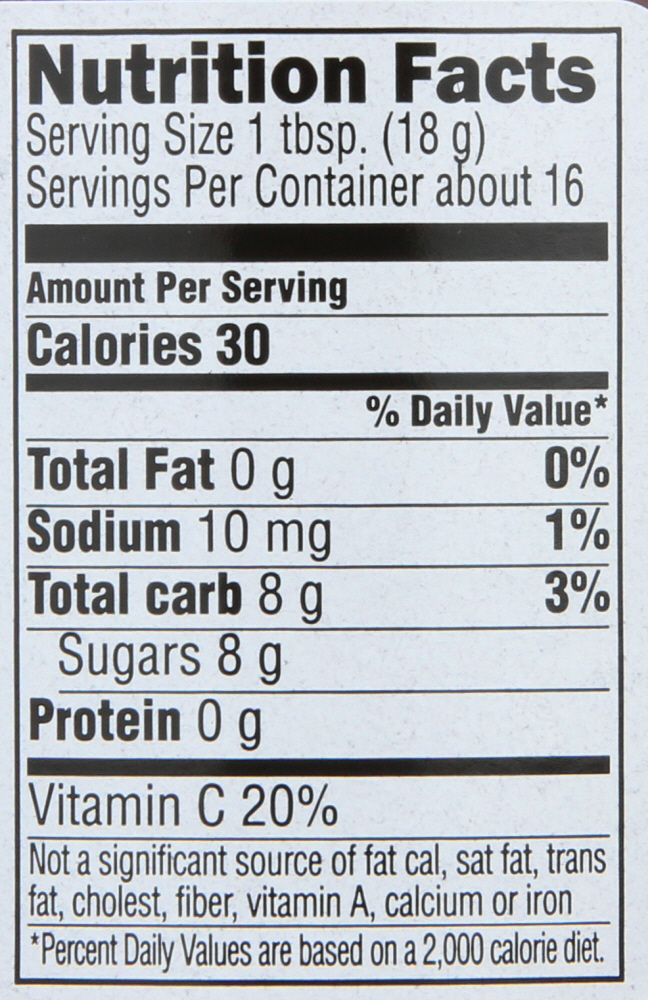 Nutrition Facts
Serving Size 1 tbsp. (18 g)
Servings Per Container about 16
Amount Per Serving
Calories 30
% Daily Value*
Total Fat 0 g 0%
Sodium 10 mg 1%
Total carb 8 g 3%
Sugars 8 g
Protein 0 g
Vitamin C 20%
Not a significant source of fat cal, sat fat, trans
fat, cholest, fiber, vitamin A, calcium or iron
*Percent Daily Values are based on a 2,000 calorie diet.